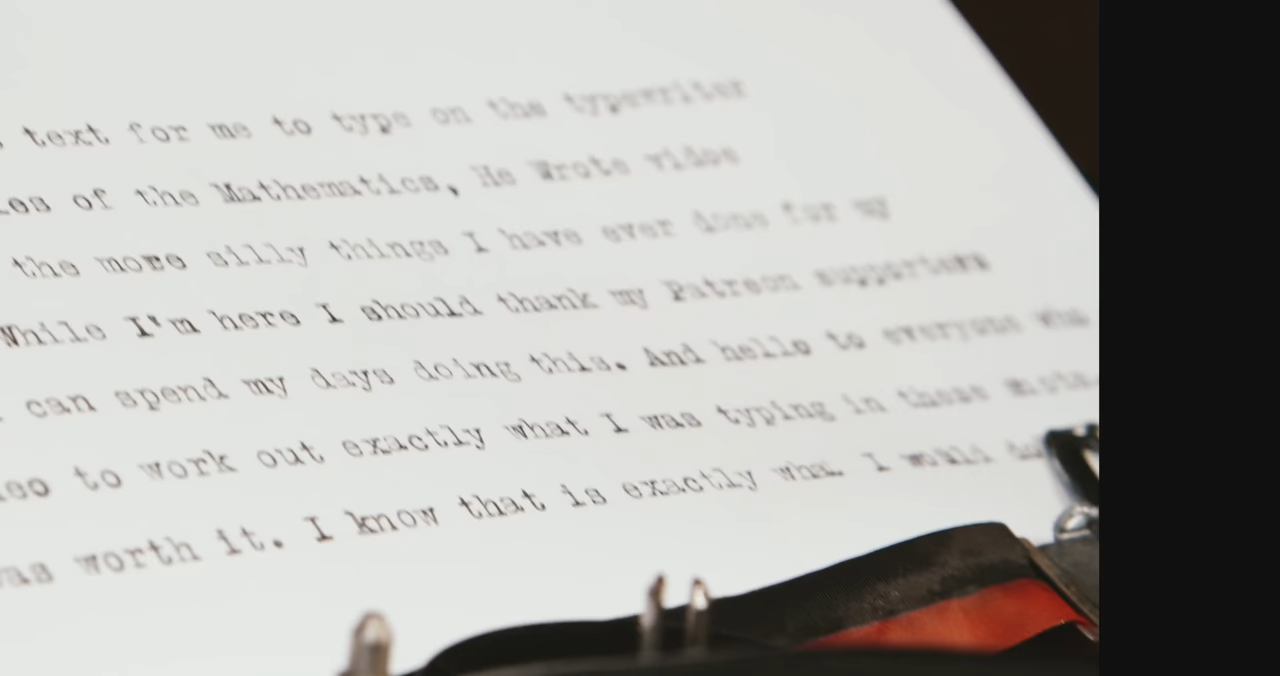 text for me to type on the typewriter
of the Mathematics, He Wrote video
the more silly things I have ever done for my
While I'm here I should thank my Patreon supporters
can spend my days doing this. And hello to everyone who
to work out exactly what I was typing in these
worth it. I know that is exactly what I would